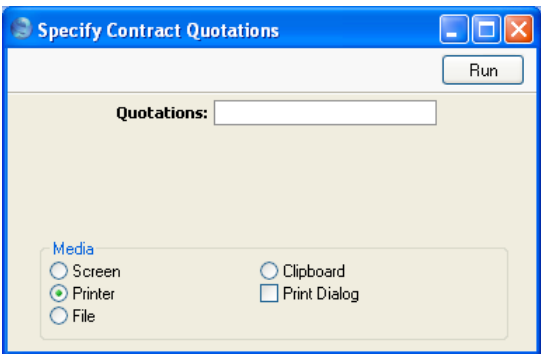 Specify Contract Quotations
Run
Quotations:
Media
Screen
Clipboard
Printer
Print Dialog
File